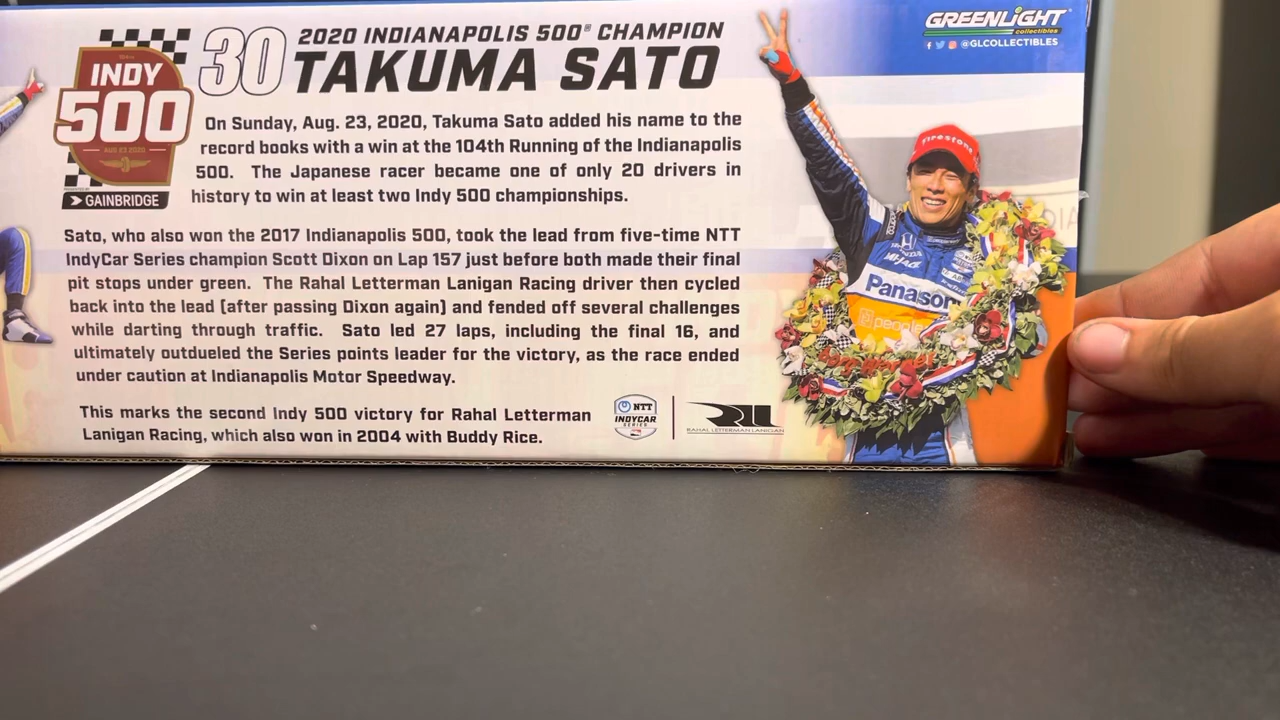 INDY
500
AUG 23 2020
PRESENTED BY
GAINBRIDGE
30
2020 INDIANAPOLIS 500® CHAMPION
TAKUMA SATO
GREENLiGHT
collectibles
@GLCOLLECTIBLES
On Sunday, Aug. 23, 2020, Takuma Sato added his name to the
record books with a win at the 104th Running of the Indianapolis
500. The Japanese racer became one of only 20 drivers in
history to win at least two Indy 500 championships.
Sato, who also won the 2017 Indianapolis 500, took the lead from five-time NTT
IndyCar Series champion Scott Dixon on Lap 157 just before both made their final
pit stops under green. The Rahal Letterman Lanigan Racing driver then cycled
back into the lead (after passing Dixon again) and fended off several challenges
while darting through traffic. Sato led 27 laps, including the final 16, and
ultimately outdueled the Series points leader for the victory, as the race ended
under caution at Indianapolis Motor Speedway.
This marks the second Indy 500 victory for Rahal Letterman
Lanigan Racing, which also won in 2004 with Buddy Rice.
NTT
INDYCAR
SERIES
RLL
RAHAL LETTERMAN LANIGAN
Firestone
HONDA
Panasonic
people